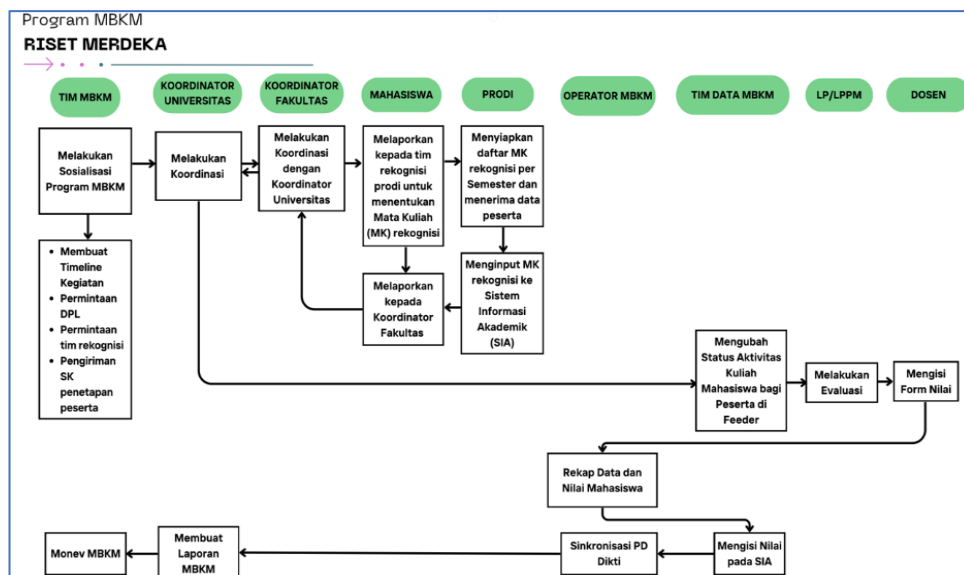 Program MBKM
RISET MERDEKA
TIM MBKM
KOORDINATOR
UNIVERSITAS
KOORDINATOR
FAKULTAS
MAHASISWA
PRODI
OPERATOR MBKM
TIM DATA MBKM
LP/LPPM
DOSEN
Melakukan
Sosialisasi
Program MBKM
Melakukan
Koordinasi
Melakukan
Koordinasi
dengan
Koordinator
Universitas
Melaporkan
kepada tim
rekognisi
prodi untuk
menentukan
Mata Kuliah
(MK) rekognisi
Menyiapkan
daftar MK
rekognisi per
Semester dan
menerima data
peserta
• Membuat
Timeline
Kegiatan
• Permintaan
DPL
• Permintaan
tim rekognisi
• Pengiriman
SK
penetapan
peserta
Melaporkan
kepada
Koordinator
Fakultas
Menginput MK
rekognisi ke
Sistem
Informasi
Akademik
(SIA)
Mengubah
Status Aktivitas
Kuliah
Mahasiswa bagi
Peserta di
Feeder
Melakukan
Evaluasi
Mengisi
Form Nilai
Rekap Data dan
Nilai Mahasiswa
Monev MBKM
Membuat
Laporan
MBKM
Sinkronisasi PD
Dikti
Mengisi Nilai
pada SIA